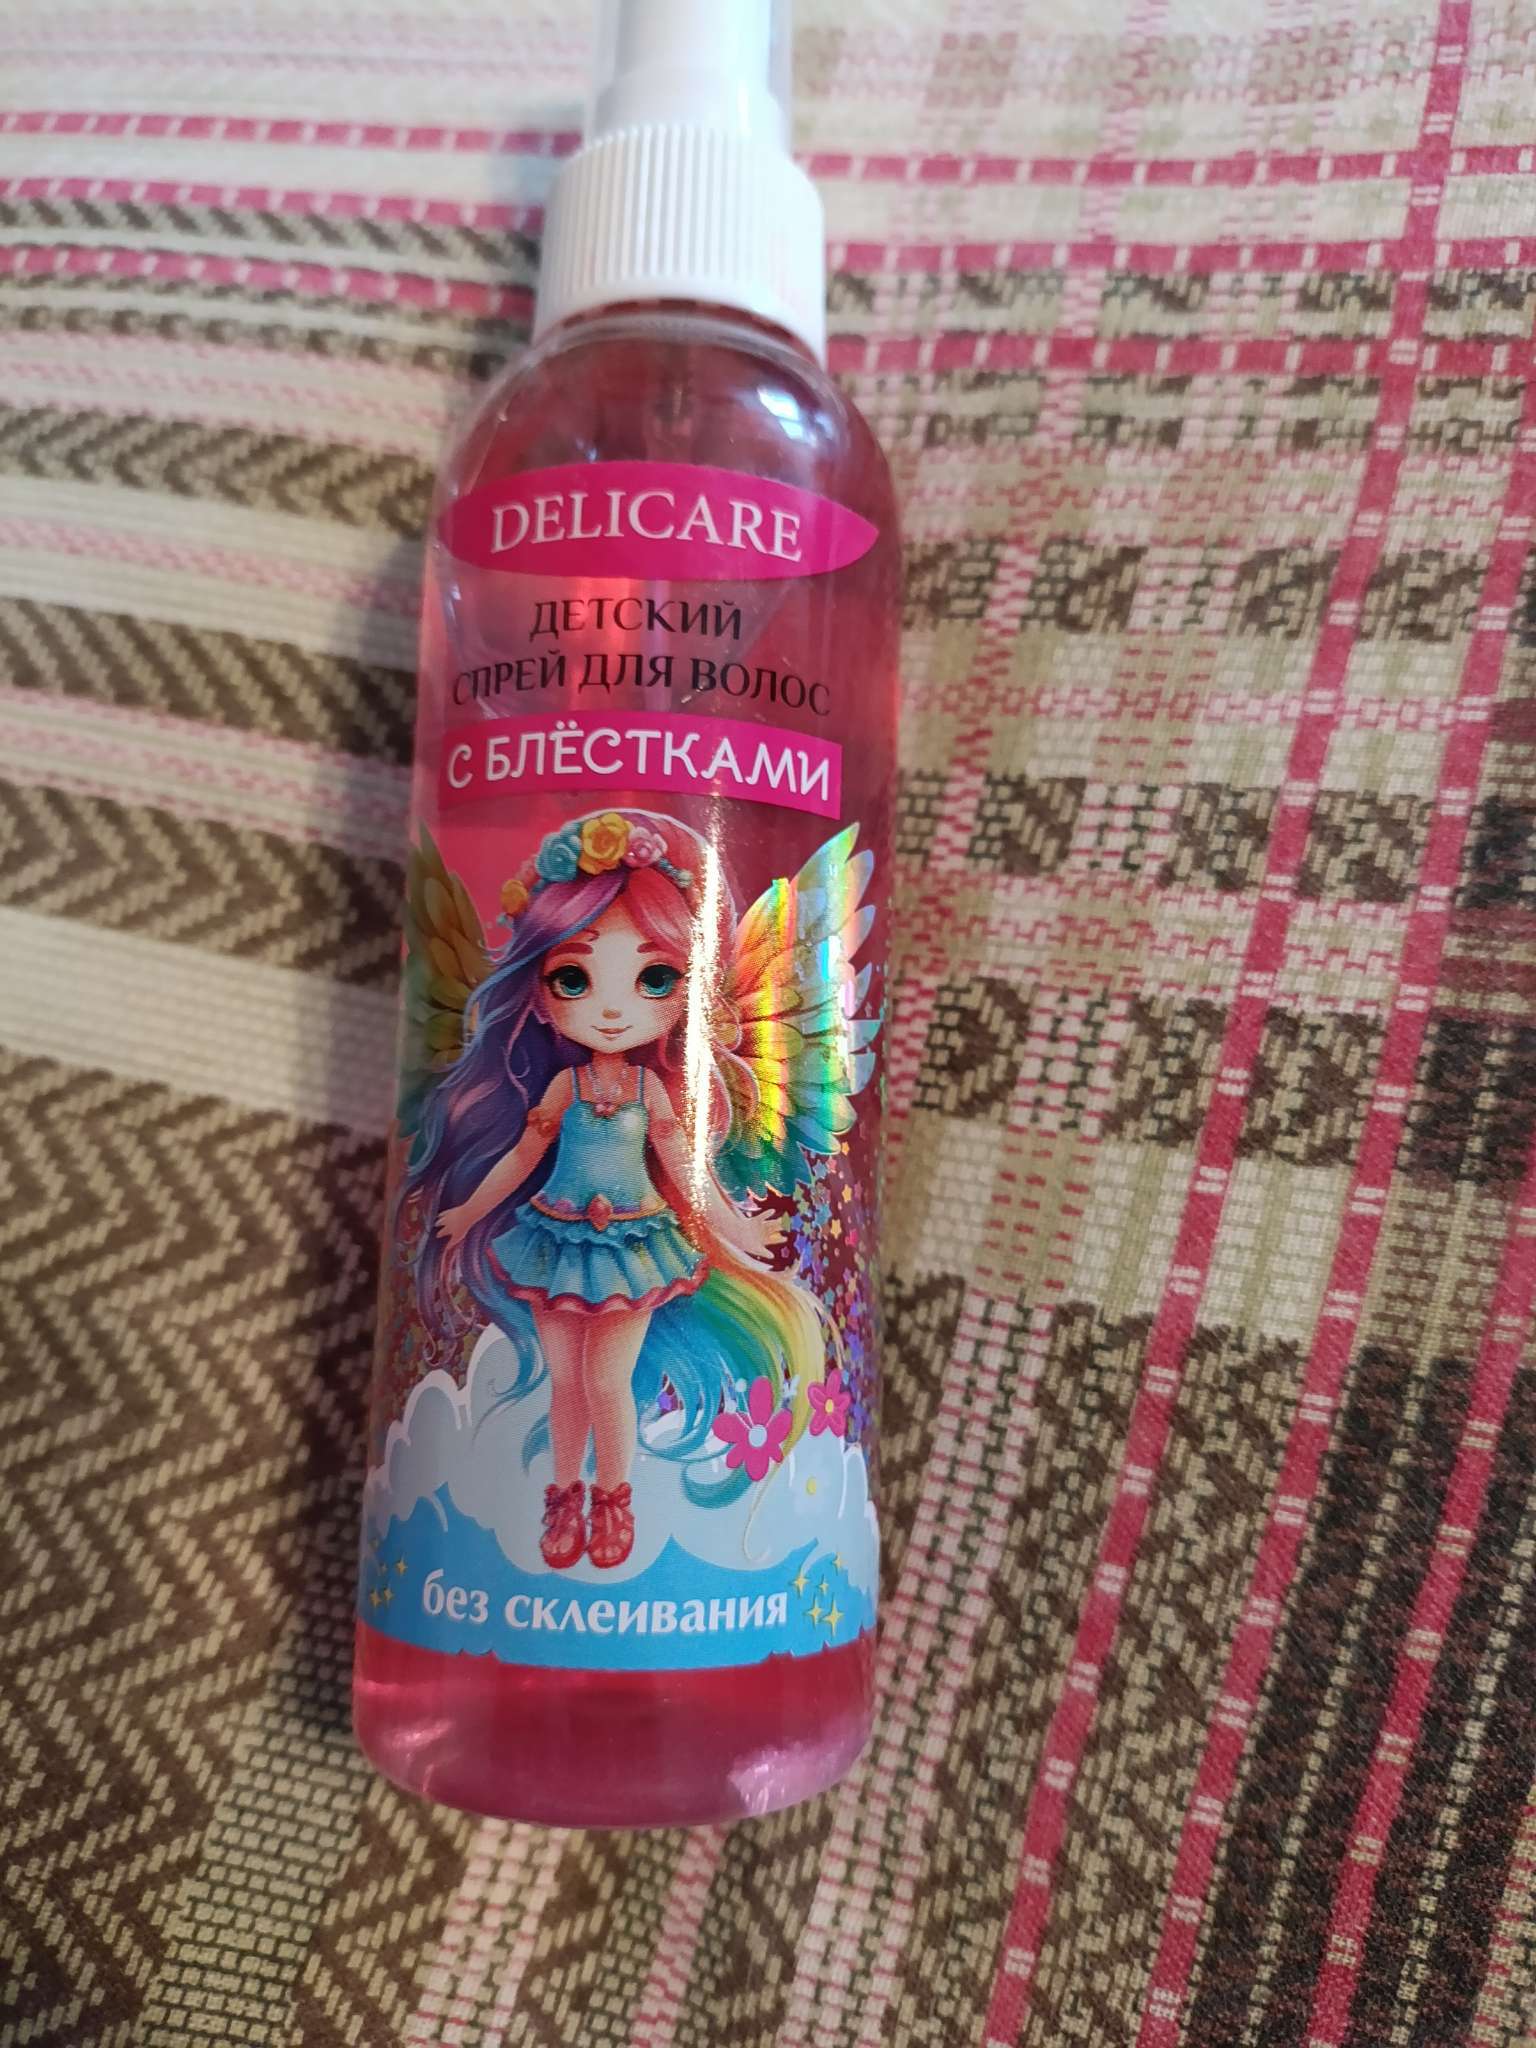 DELICARE
ДЕТСКИЙ
СПРЕЙ ДЛЯ ВОЛОС
С БЛЁСТКАМИ
без склеивания